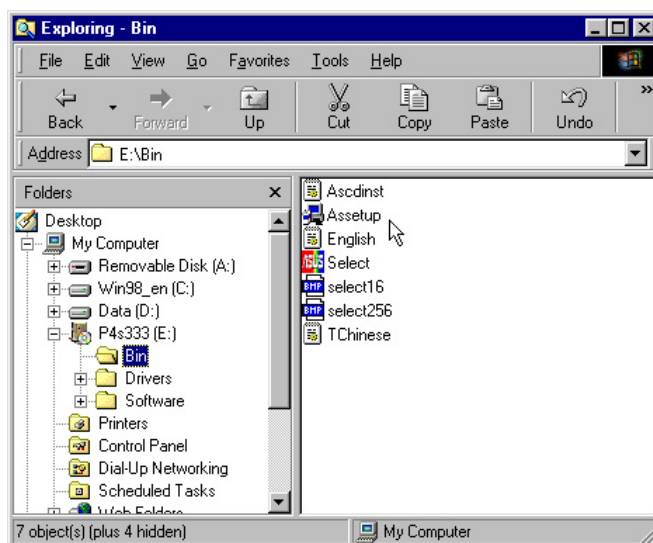 Exploring - Bin
File Edit View Go Favorites Tools Help
Back Forward Up Cut Copy Paste Undo »
Address E:\Bin
Folders
Desktop
My Computer
Removable Disk (A:)
Win98_en (C:)
Data (D:)
P4s333 (E:)
Bin
Drivers
Software
Printers
Control Panel
Dial-Up Networking
Scheduled Tasks
Web Folders
Ascdinst
Assetup
English
Select
select16
select256
TChinese
7 object(s) (plus 4 hidden) My Computer